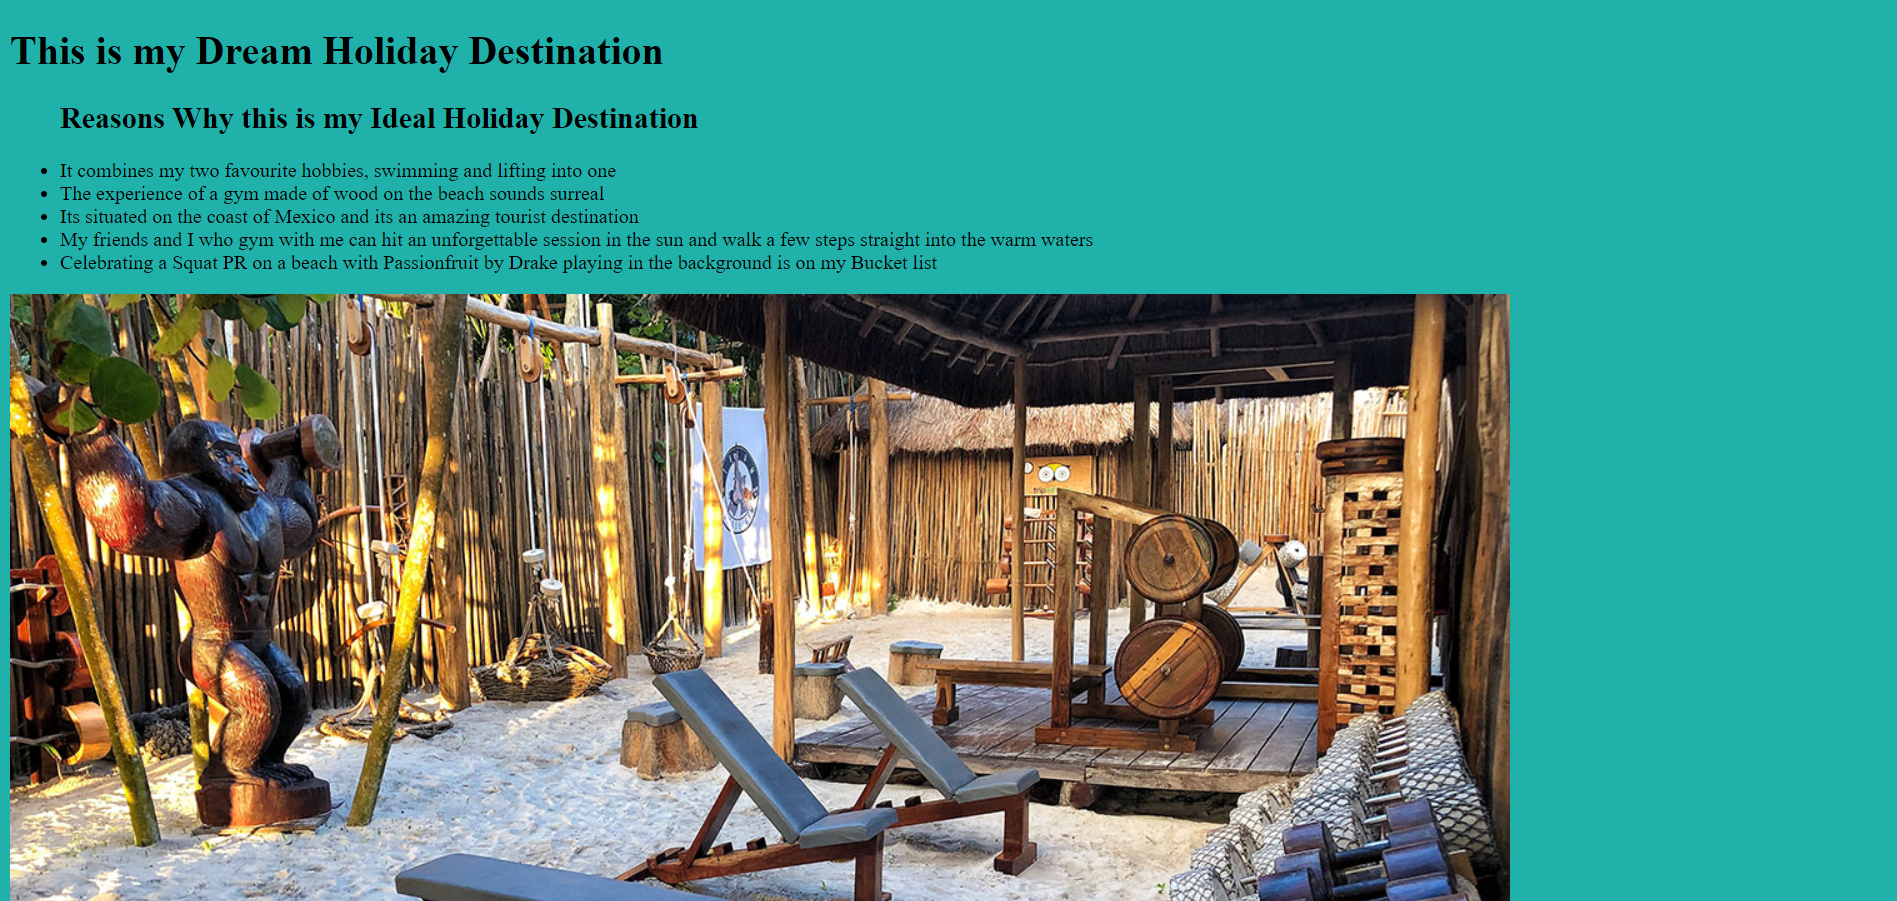 This is my Dream Holiday Destination
Reasons Why this is my Ideal Holiday Destination
It combines my two favourite hobbies, swimming and lifting into one
The experience of a gym made of wood on the beach sounds surreal
Its situated on the coast of Mexico and its an amazing tourist destination
My friends and I who gym with me can hit an unforgettable session in the sun and walk a few steps straight into the warm waters
Celebrating a Squat PR on a beach with Passionfruit by Drake playing in the background is on my Bucket list